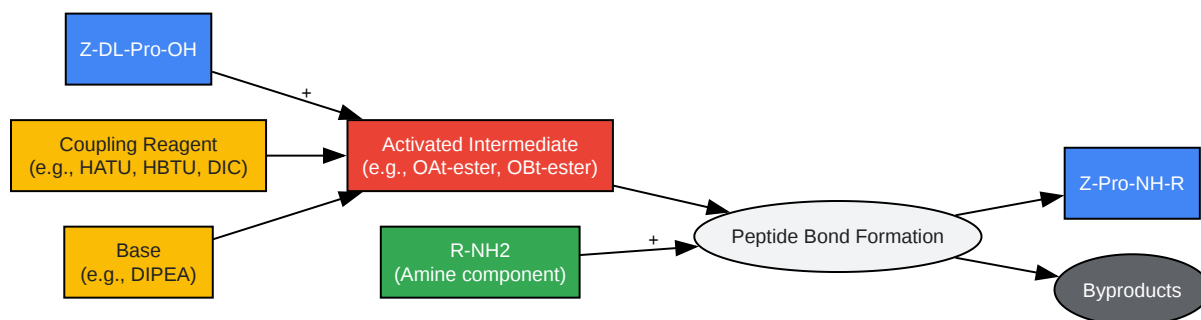 Z-DL-Pro-OH
+
Coupling Reagent
(e.g., HATU, HBTU, DIC)
Activated Intermediate
(e.g., OAt-ester, OBt-ester)
Base
(e.g., DIPEA)
R-NH2
(Amine component)
+
Peptide Bond Formation
Z-Pro-NH-R
Byproducts